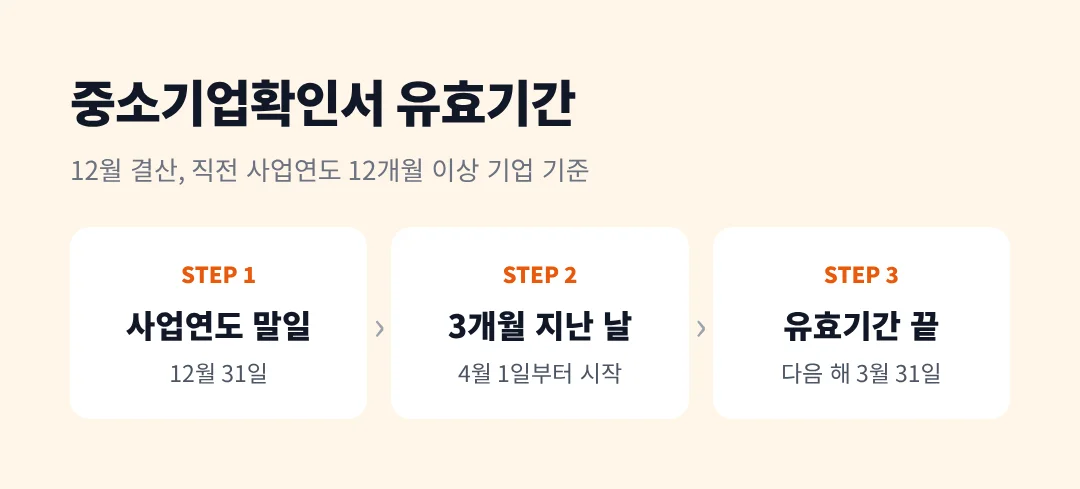 중소기업확인서 유효기간
12월 결산, 직전 사업연도 12개월 이상 기업 기준
STEP 1
사업연도 말일
12월 31일
›
STEP 2
3개월 지난 날
4월 1일부터 시작
›
STEP 3
유효기간 끝
다음 해 3월 31일